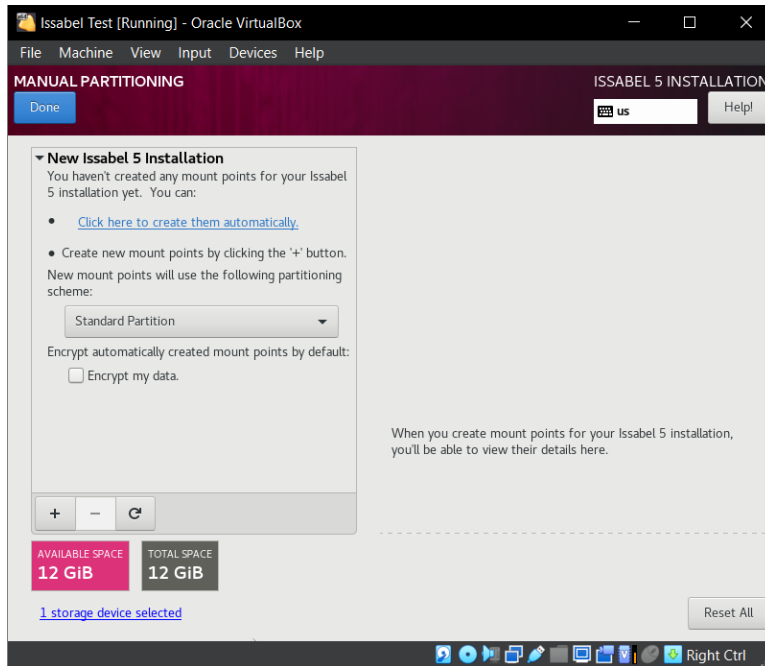 Issabel Test [Running] - Oracle VirtualBox
File Machine View Input Devices Help
MANUAL PARTITIONING
ISSABEL 5 INSTALLATION
Done
us
Help!
New Issabel 5 Installation
You haven't created any mount points for your Issabel
5 installation yet. You can:
• Click here to create them automatically.
• Create new mount points by clicking the '+' button.
New mount points will use the following partitioning
scheme:
Standard Partition
Encrypt automatically created mount points by default:
Encrypt my data.
When you create mount points for your Issabel 5 installation,
you'll be able to view their details here.
+ −
AVAILABLE SPACE
12 GiB
TOTAL SPACE
12 GiB
1 storage device selected
Reset All
Right Ctrl